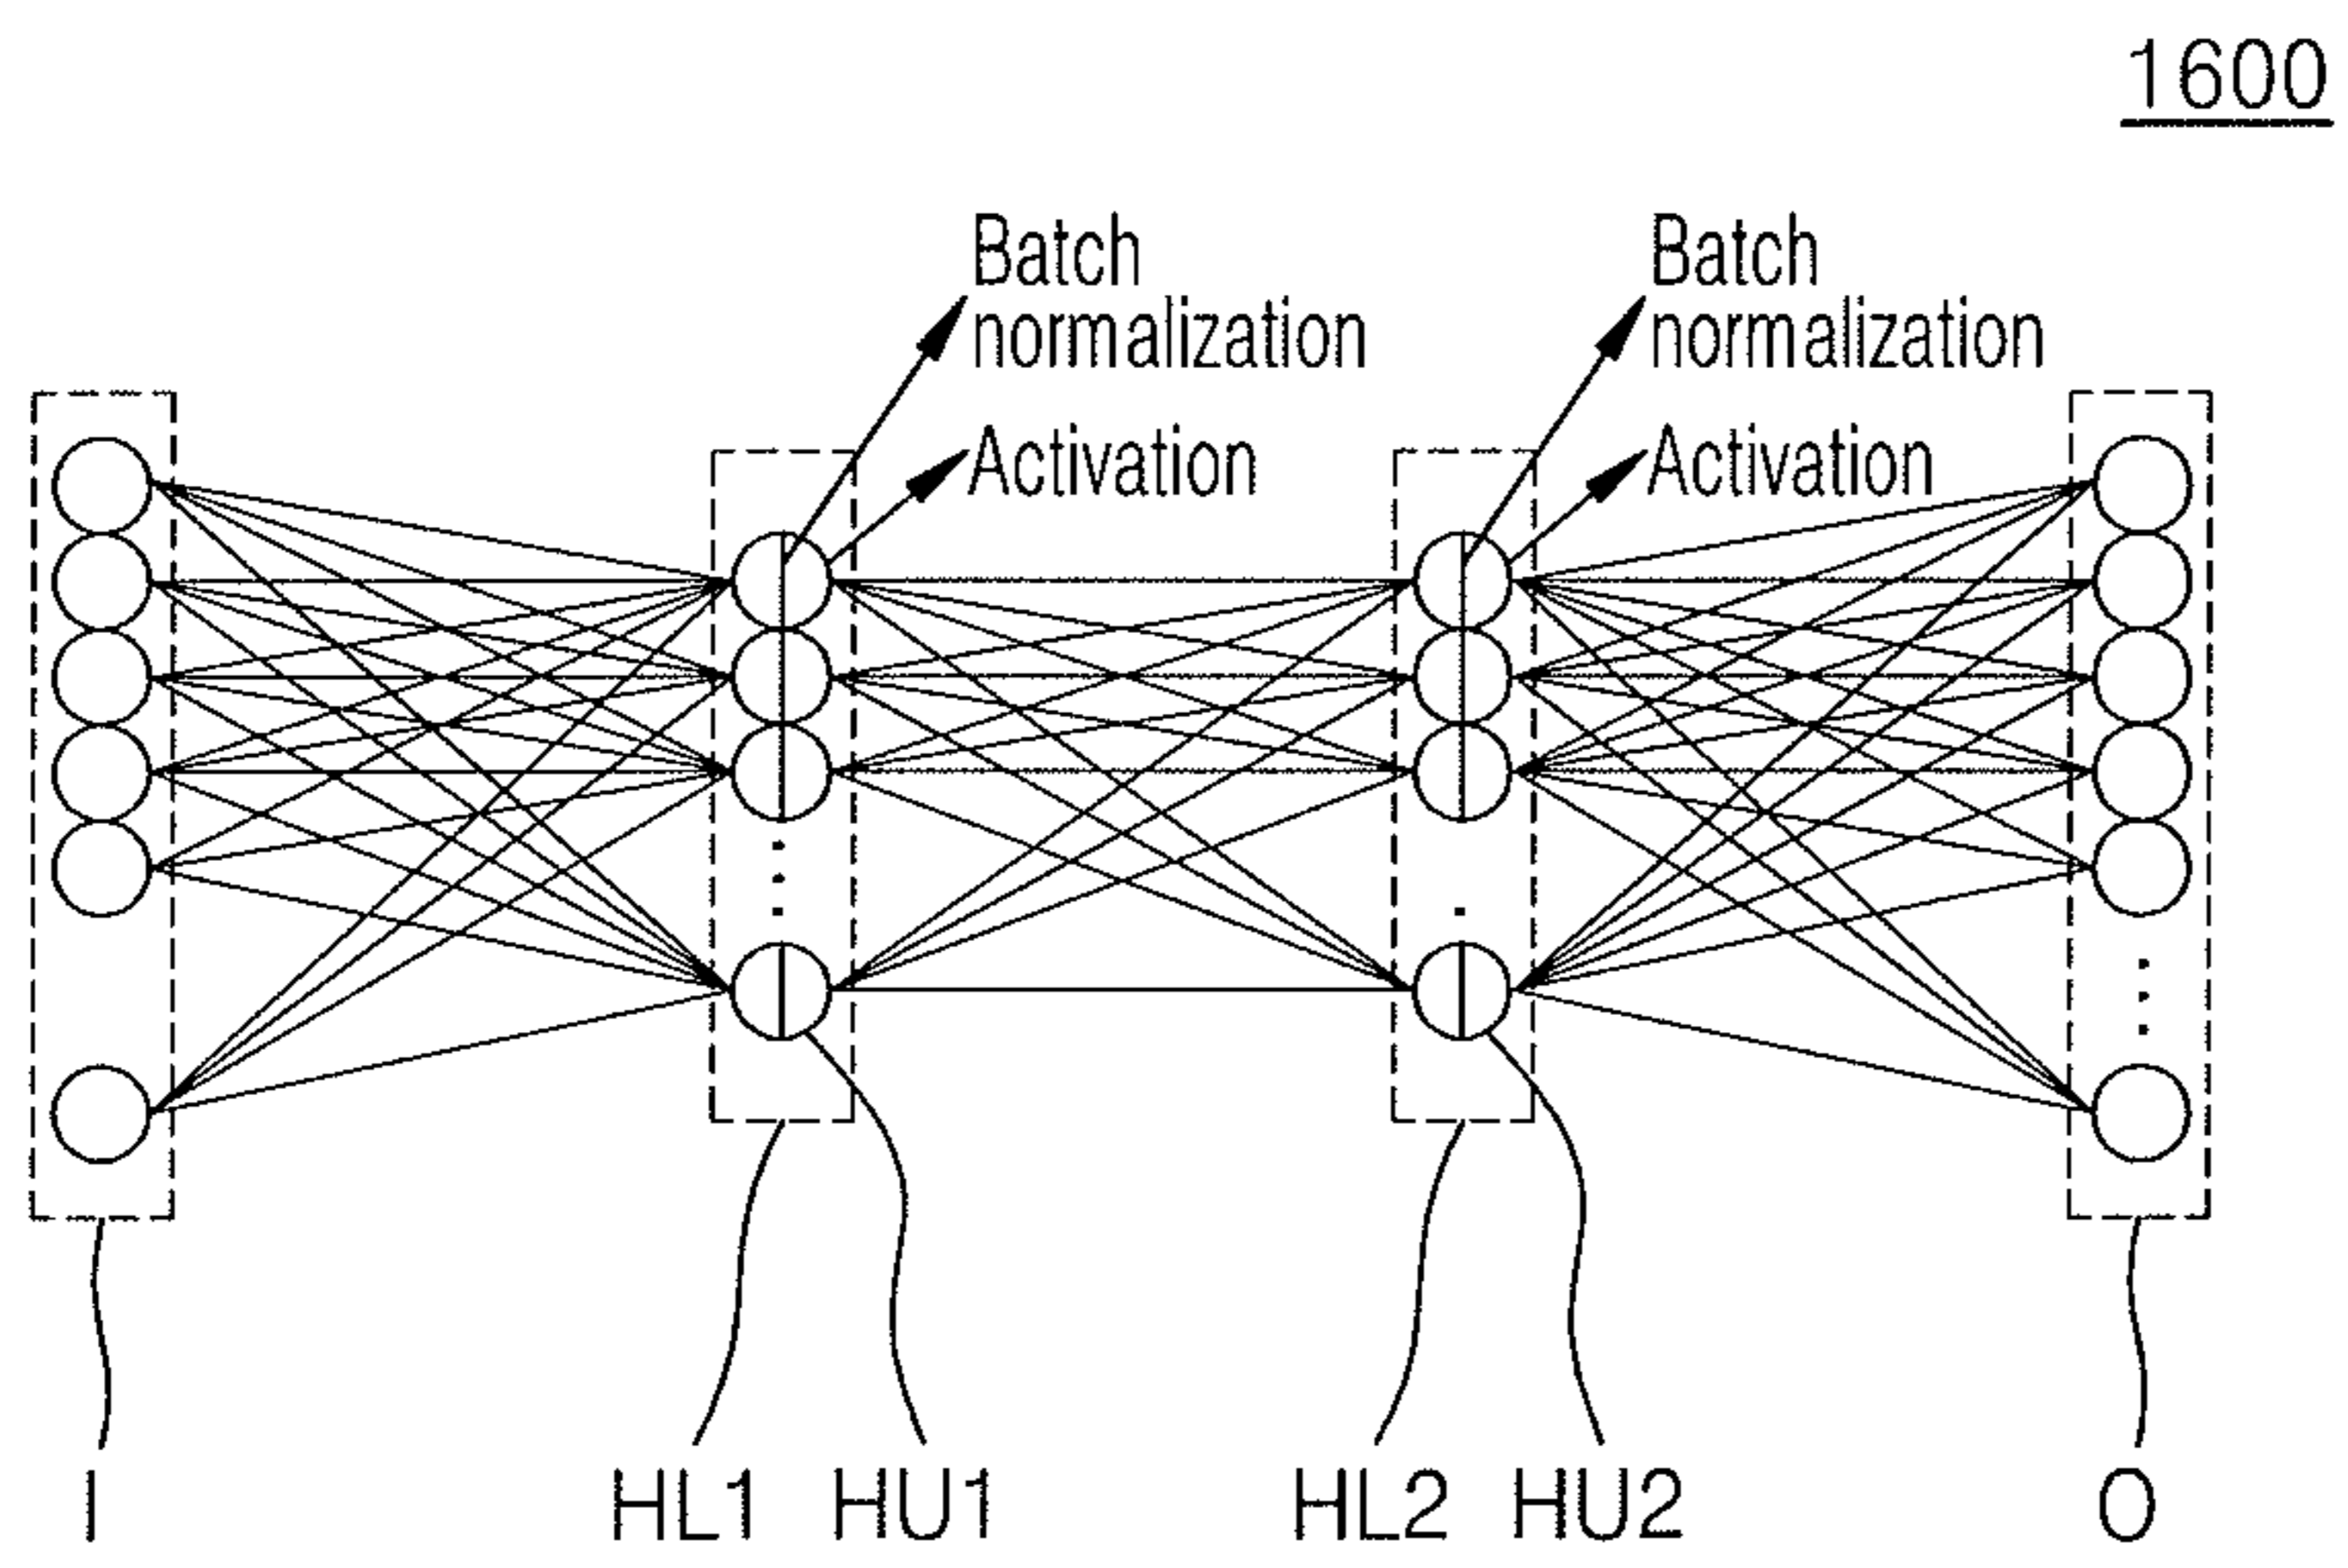 1600
Batch
normalization
Activation
Batch
normalization
Activation
I
HL1
HU1
HL2
HU2
O